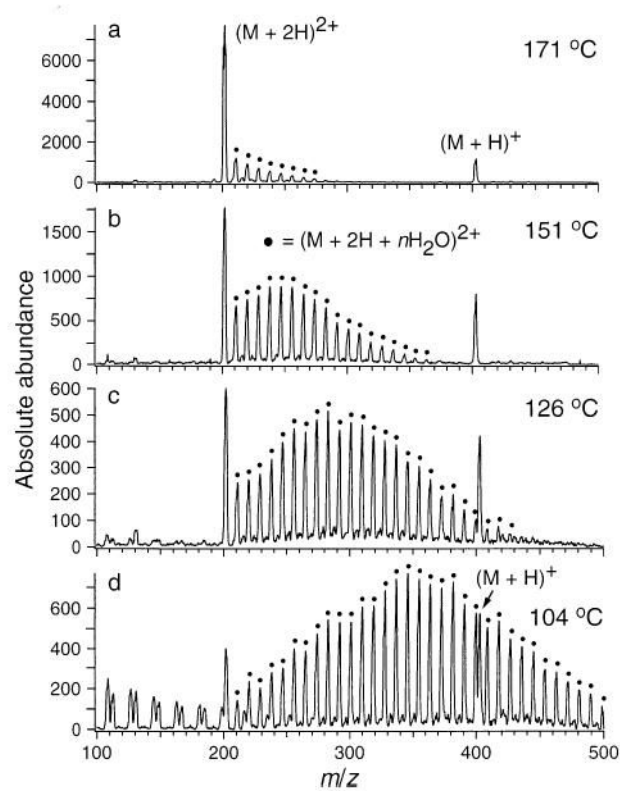 a
(M + 2H)²⁺
171 °C
6000
4000
2000
0
(M + H)⁺
b
• = (M + 2H + nH₂O)²⁺
151 °C
1500
1000
500
0
Absolute abundance
c
126 °C
600
500
400
300
200
100
0
d
(M + H)⁺
104 °C
600
400
200
0
100 200 300 400 500
m/z